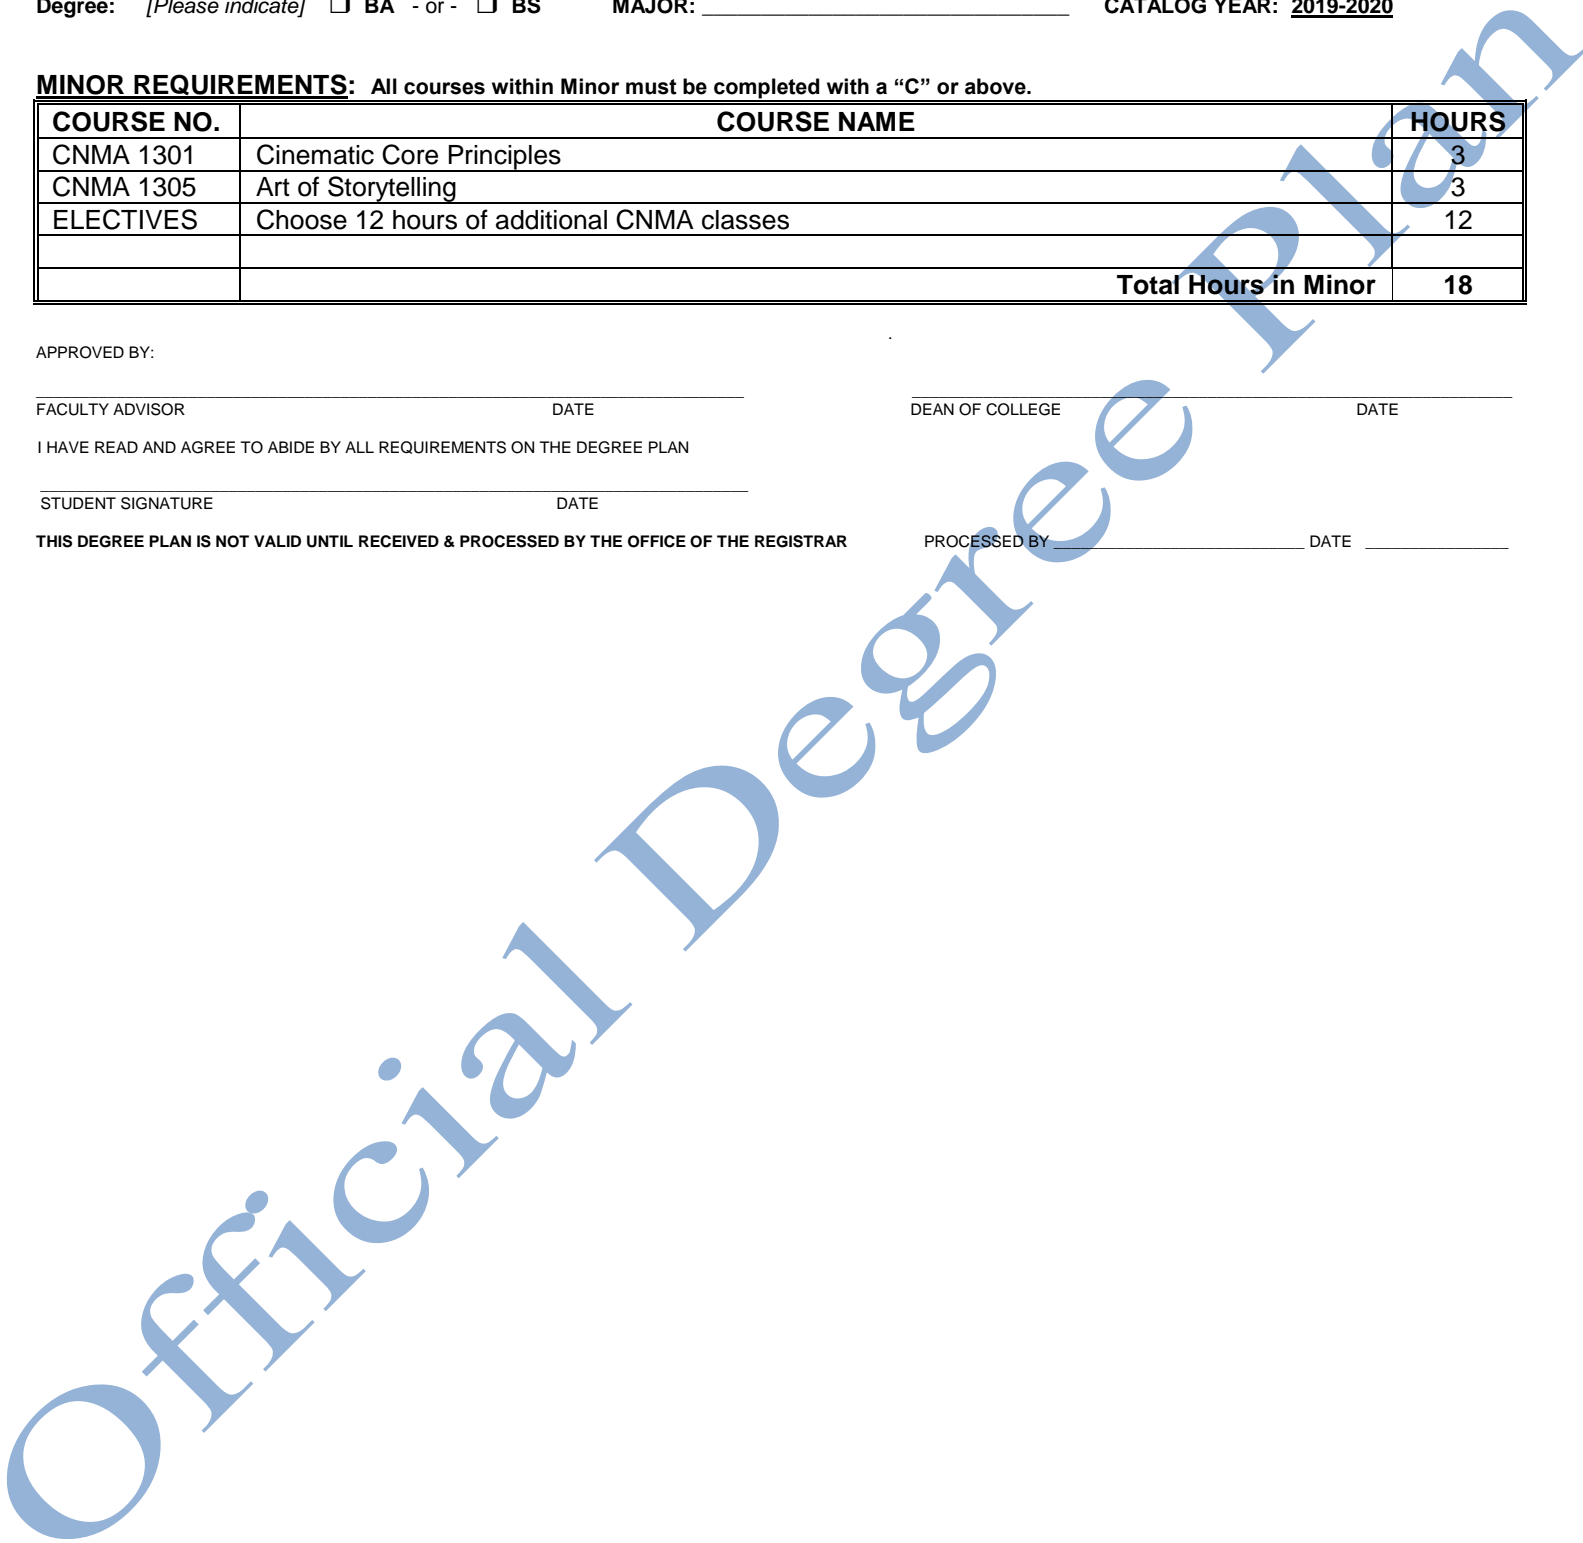 Degree: [Please indicate] ❒ BA - or - ❒ BS MAJOR: _________________________________ CATALOG YEAR: 2019-2020
MINOR REQUIREMENTS: All courses within Minor must be completed with a “C” or above.
COURSE NO. COURSE NAME HOURS
CNMA 1301 Cinematic Core Principles 3
CNMA 1305 Art of Storytelling 3
ELECTIVES Choose 12 hours of additional CNMA classes 12
Total Hours in Minor 18
.
APPROVED BY:
FACULTY ADVISOR DATE DEAN OF COLLEGE DATE
I HAVE READ AND AGREE TO ABIDE BY ALL REQUIREMENTS ON THE DEGREE PLAN
STUDENT SIGNATURE DATE
THIS DEGREE PLAN IS NOT VALID UNTIL RECEIVED & PROCESSED BY THE OFFICE OF THE REGISTRAR PROCESSED BY ____________________________ DATE ________________
Official Degree Plan